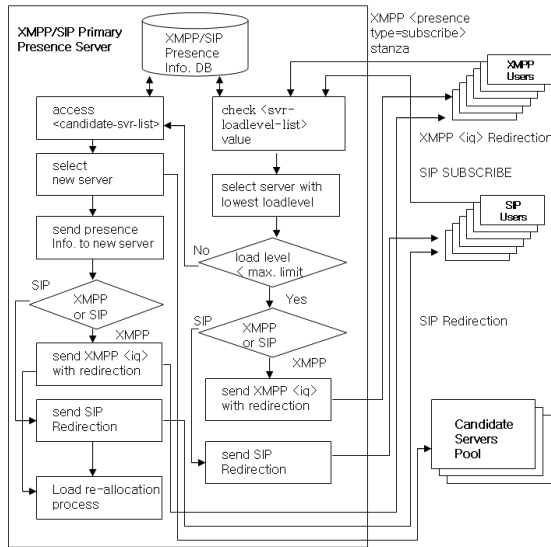 XMPP/SIP Primary
Presence Server
XMPP/SIP
Presence
Info. DB
XMPP <presence
type=subscribe>
stanza
XMPP
Users
access
<candidate-svr-list>
check <svr-
loadlevel-list>
value
XMPP <iq> Redirection
select
new server
select server with
lowest loadlevel
SIP SUBSCRIBE
SIP
Users
send presence
Info. to new server
No
load level
< max. limit
Yes
SIP
XMPP
or SIP
XMPP
SIP
XMPP
or SIP
XMPP
SIP Redirection
send XMPP <iq>
with redirection
send XMPP <iq>
with redirection
send SIP
Redirection
send SIP
Redirection
Candidate
Servers
Pool
Load re-allocation
process